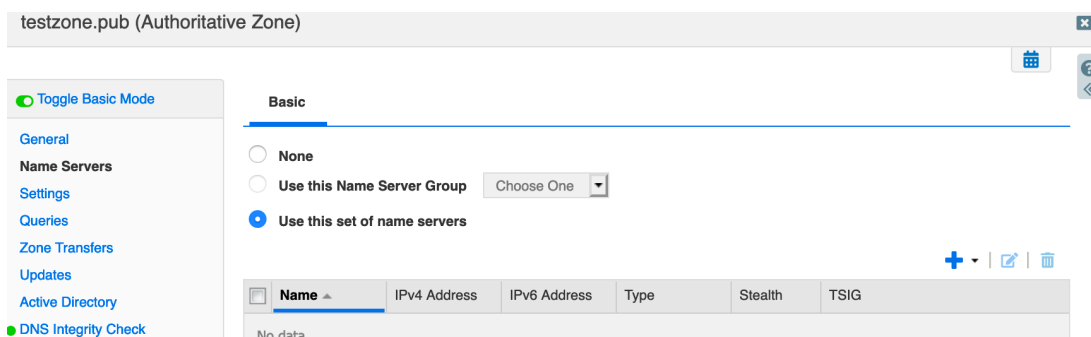 testzone.pub (Authoritative Zone)
Toggle Basic Mode
General
Name Servers
Settings
Queries
Zone Transfers
Updates
Active Directory
DNS Integrity Check
Basic
None
Use this Name Server Group Choose One
Use this set of name servers
Name IPv4 Address IPv6 Address Type Stealth TSIG
No data